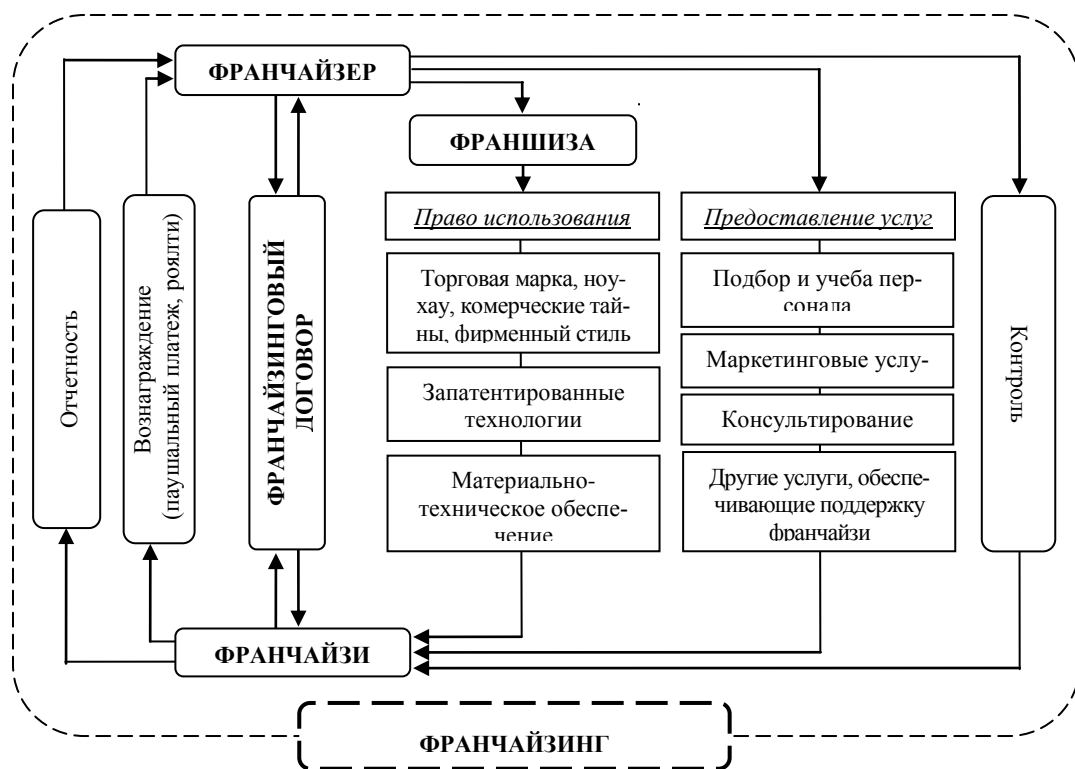 ФРАНЧАЙЗЕР
ФРАНШИЗА
Отчетность
Вознаграждение
(паушальный платеж, роялти)
ФРАНЧАЙЗИНГОВЫЙ
ДОГОВОР
Право использования
Торговая марка, ноу-
хау, комерческие тай-
ны, фирменный стиль
Запатентированные
технологии
Материально-
техническое обеспе-
чение
Предоставление услуг
Подбор и учеба пер-
сонала
Маркетинговые услу-
Консультирование
Другие услуги, обеспе-
чивающие поддержку
франчайзи
Контроль
ФРАНЧАЙЗИ
ФРАНЧАЙЗИНГ